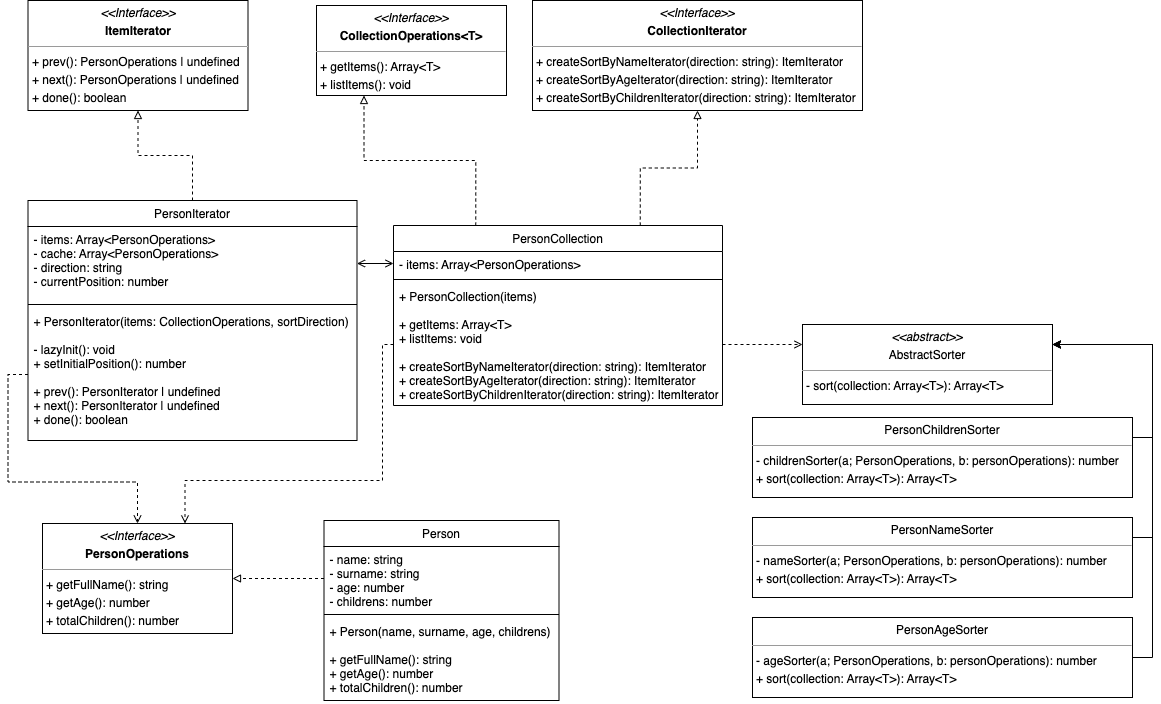 <<Interface>>
ItemIterator
+ prev(): PersonOperations | undefined
+ next(): PersonOperations | undefined
+ done(): boolean
<<Interface>>
CollectionOperations<T>
+ getItems(): Array<T>
+ listItems(): void
<<Interface>>
CollectionIterator
+ createSortByNameIterator(direction: string): ItemIterator
+ createSortByAgeIterator(direction: string): ItemIterator
+ createSortByChildrenIterator(direction: string): ItemIterator
PersonIterator
- items: Array<PersonOperations>
- cache: Array<PersonOperations>
- direction: string
- currentPosition: number
+ PersonIterator(items: CollectionOperations, sortDirection)
- lazyInit(): void
+ setInitialPosition(): number
+ prev(): PersonIterator | undefined
+ next(): PersonIterator | undefined
+ done(): boolean
PersonCollection
- items: Array<PersonOperations>
+ PersonCollection(items)
+ getItems: Array<T>
+ listItems: void
+ createSortByNameIterator(direction: string): ItemIterator
+ createSortByAgeIterator(direction: string): ItemIterator
+ createSortByChildrenIterator(direction: string): ItemIterator
<<abstract>>
AbstractSorter
- sort(collection: Array<T>): Array<T>
PersonChildrenSorter
- childrenSorter(a; PersonOperations, b: personOperations): number
+ sort(collection: Array<T>): Array<T>
PersonNameSorter
- nameSorter(a; PersonOperations, b: personOperations): number
+ sort(collection: Array<T>): Array<T>
PersonAgeSorter
- ageSorter(a; PersonOperations, b: personOperations): number
+ sort(collection: Array<T>): Array<T>
<<Interface>>
PersonOperations
+ getFullName(): string
+ getAge(): number
+ totalChildren(): number
Person
- name: string
- surname: string
- age: number
- childrens: number
+ Person(name, surname, age, childrens)
+ getFullName(): string
+ getAge(): number
+ totalChildren(): number